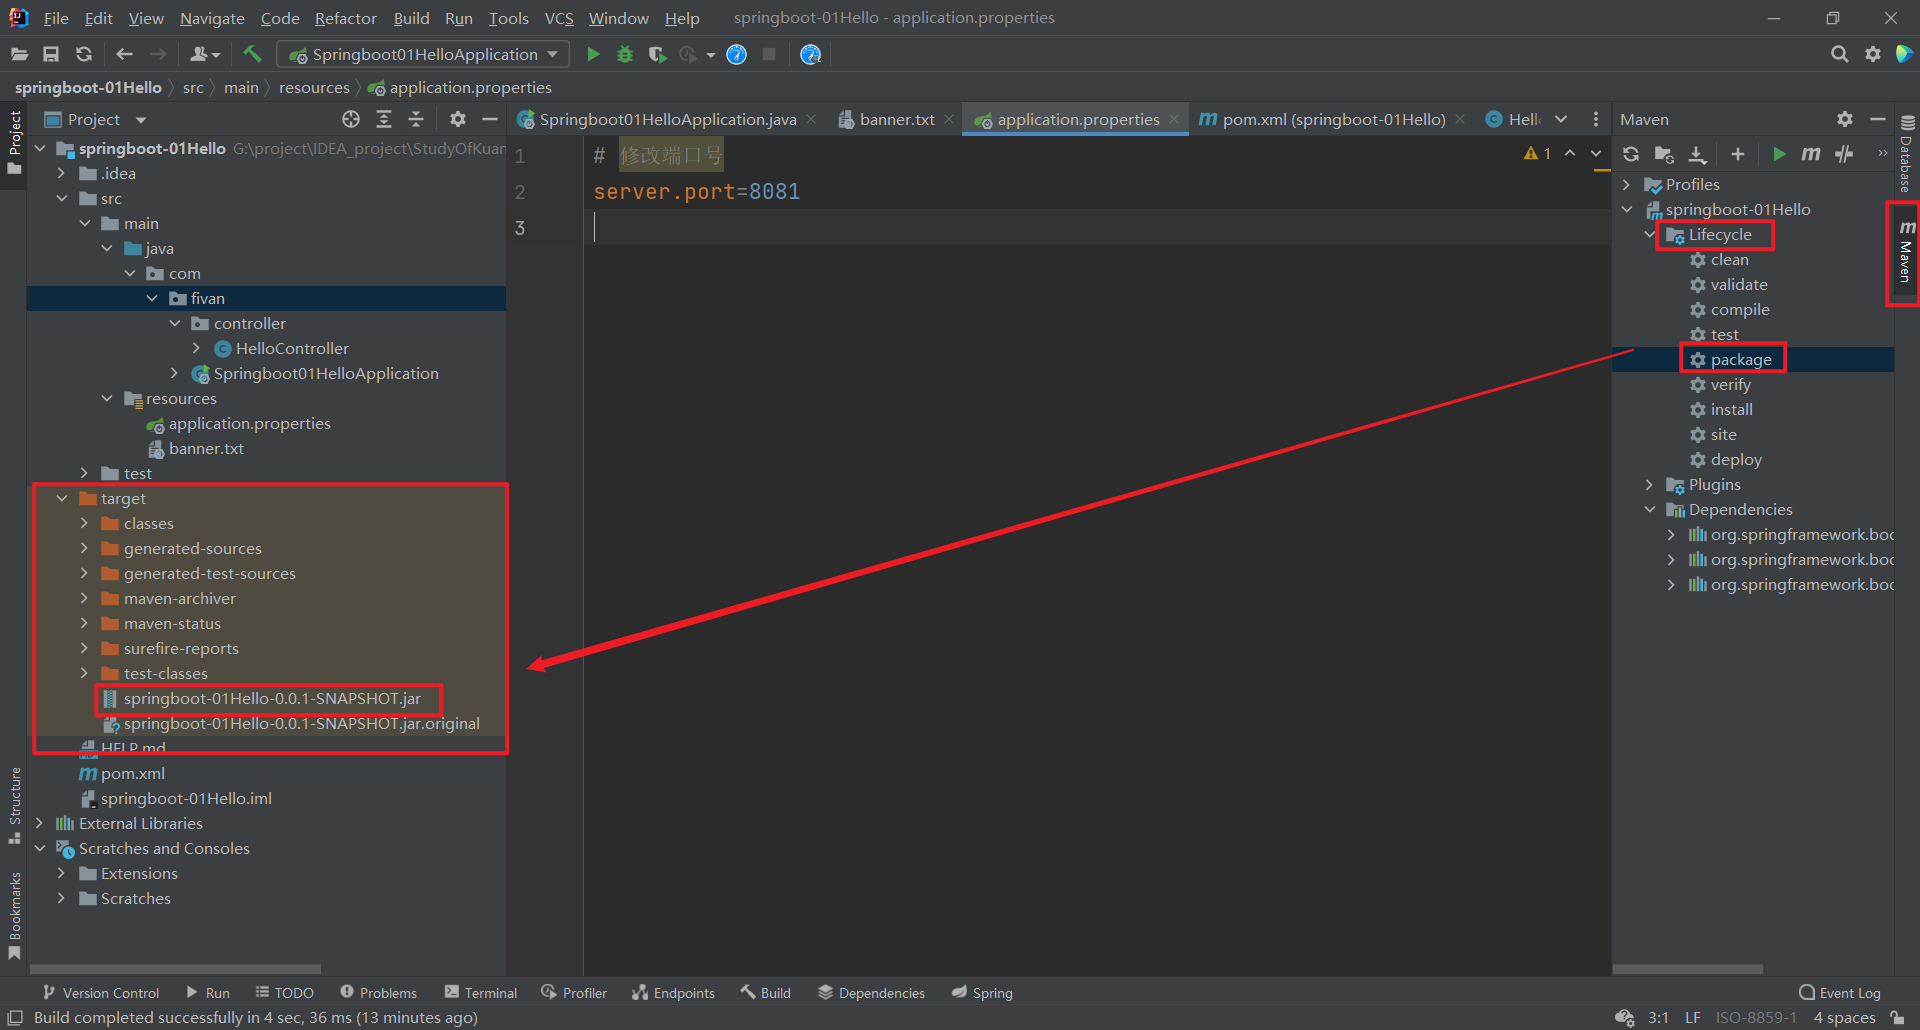 File Edit View Navigate Code Refactor Build Run Tools VCS Window Help springboot-01Hello - application.properties
Springboot01HelloApplication
springboot-01Hello src main resources application.properties
Project
Project
springboot-01Hello G:\project\IDEA_project\StudyOfKuan
.idea
src
main
java
com
fivan
controller
HelloController
Springboot01HelloApplication
resources
application.properties
banner.txt
test
target
classes
generated-sources
generated-test-sources
maven-archiver
maven-status
surefire-reports
test-classes
springboot-01Hello-0.0.1-SNAPSHOT.jar
springboot-01Hello-0.0.1-SNAPSHOT.jar.original
HELP.md
pom.xml
springboot-01Hello.iml
External Libraries
Scratches and Consoles
Extensions
Scratches
Structure
Bookmarks
Springboot01HelloApplication.java banner.txt application.properties pom.xml (springboot-01Hello) Hell
1 # 修改端口号
2 server.port=8081
3
1
Maven
Profiles
springboot-01Hello
Lifecycle
clean
validate
compile
test
package
verify
install
site
deploy
Plugins
Dependencies
org.springframework.boo
org.springframework.boo
org.springframework.boo
Database
Maven
Version Control Run TODO Problems Terminal Profiler Endpoints Build Dependencies Spring Event Log
Build completed successfully in 4 sec, 36 ms (13 minutes ago) 3:1 LF ISO-8859-1 4 spaces